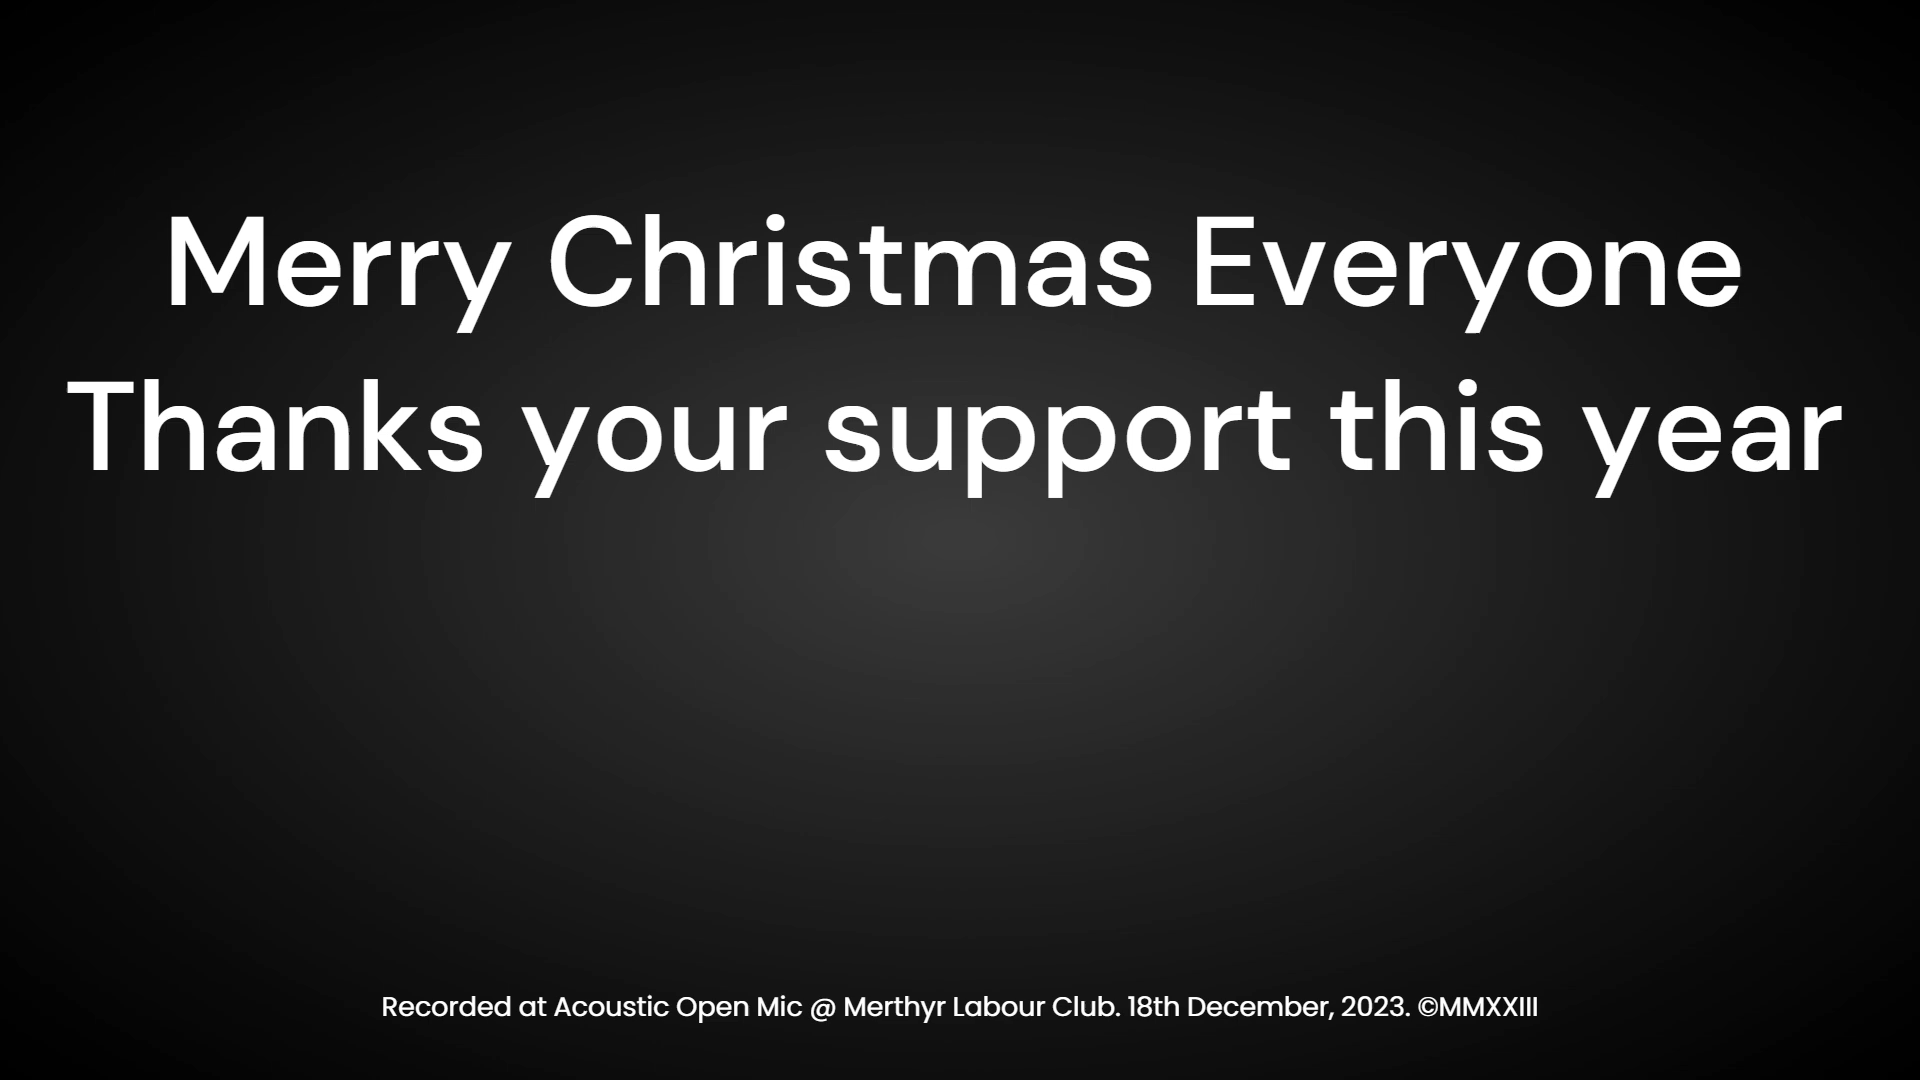 Merry Christmas Everyone
Thanks your support this year
Recorded at Acoustic Open Mic @ Merthyr Labour Club. 18th December, 2023. ©MMXXIII